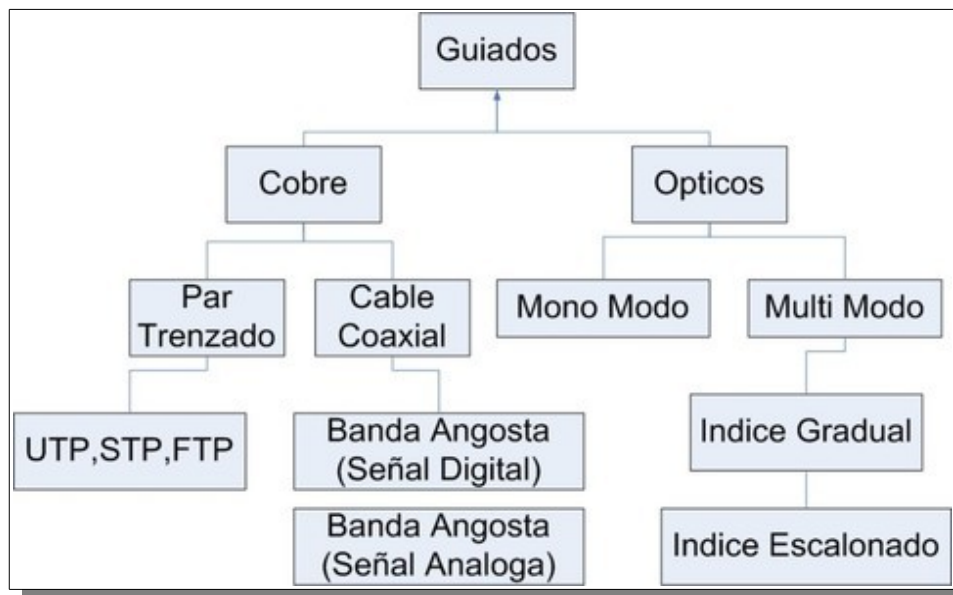 Guiados
Cobre
Opticos
Par
Trenzado
Cable
Coaxial
Mono Modo
Multi Modo
UTP,STP,FTP
Banda Angosta
(Señal Digital)
Indice Gradual
Banda Angosta
(Señal Analoga)
Indice Escalonado